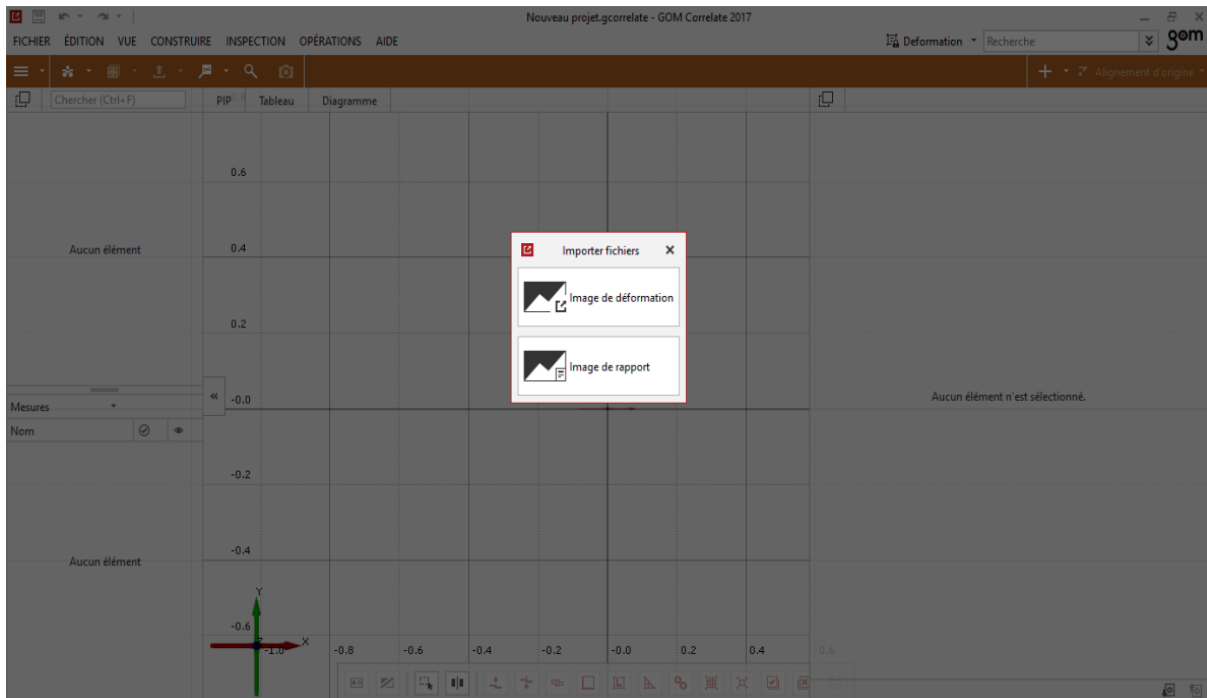 Nouveau projet.gcorrelate - GOM Correlate 2017
FICHIER ÉDITION VUE CONSTRUIRE INSPECTION OPÉRATIONS AIDE
Deformation Recherche gom
Alignement d'origine
Chercher (Ctrl+F) PIP Tableau Diagramme
0.6
Aucun élément
0.4
Importer fichiers
Image de déformation
0.2
Image de rapport
-0.0
Mesures
Aucun élément n'est sélectionné.
Nom
-0.2
-0.4
Aucun élément
Y
-0.6
X
Z
-1.0 -0.8 -0.6 -0.4 -0.2 -0.0 0.2 0.4 0.6